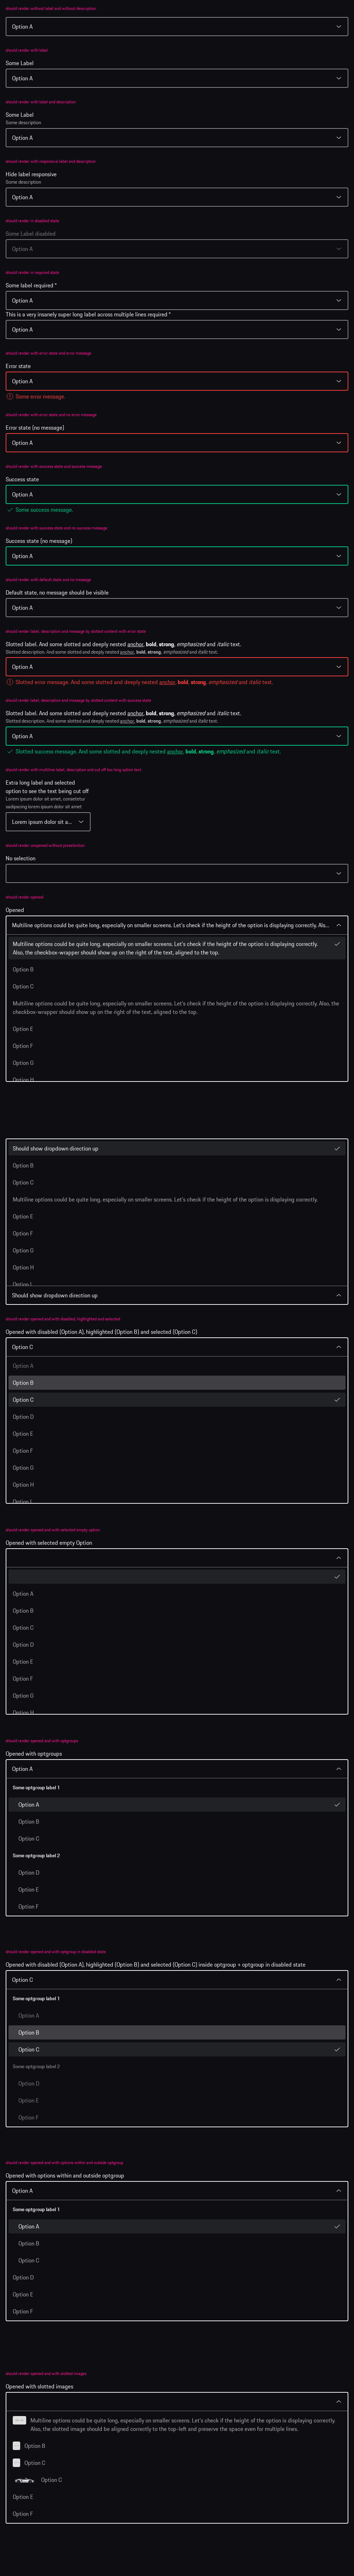 should render without label and without description
Option A
should render with label
Some Label
Option A
should render with label and description
Some Label
Some description
Option A
should render with responsive label and description
Hide label responsive
Some description
Option A
should render in disabled state
Some Label disabled
Option A
should render in required state
Some label required *
Option A
This is a very insanely super long label across multiple lines required *
Option A
should render with error state and error message
Error state
Option A
Some error message.
should render with error state and no error message
Error state (no message)
Option A
should render with success state and success message
Success state
Option A
Some success message.
should render with success state and no success message
Success state (no message)
Option A
should render with default state and no message
Default state, no message should be visible
Option A
should render label, description and message by slotted content with error state
Slotted label. And some slotted and deeply nested anchor, bold, strong, emphasized and italic text.
Slotted description. And some slotted and deeply nested anchor, bold, strong, emphasized and italic text.
Option A
Slotted error message. And some slotted and deeply nested anchor, bold, strong, emphasized and italic text.
should render label, description and message by slotted content with success state
Slotted label. And some slotted and deeply nested anchor, bold, strong, emphasized and italic text.
Slotted description. And some slotted and deeply nested anchor, bold, strong, emphasized and italic text.
Option A
Slotted success message. And some slotted and deeply nested anchor, bold, strong, emphasized and italic text.
should render with multiline label, description and cut off too long option text
Extra long label and selected
option to see the text being cut off
Lorem ipsum dolor sit amet, consetetur
sadipscing lorem ipsum dolor sit amet
Lorem ipsum dolor sit a...
should render unopened without preselection
No selection
should render opened
Opened
Multiline options could be quite long, especially on smaller screens. Let's check if the height of the option is displaying correctly. Als...
Multiline options could be quite long, especially on smaller screens. Let's check if the height of the option is displaying correctly.
Also, the checkbox-wrapper should show up on the right of the text, aligned to the top.
Option B
Option C
Multiline options could be quite long, especially on smaller screens. Let's check if the height of the option is displaying correctly. Also, the
checkbox-wrapper should show up on the right of the text, aligned to the top.
Option E
Option F
Option G
Option H
Should show dropdown direction up
Option B
Option C
Multiline options could be quite long, especially on smaller screens. Let's check if the height of the option is displaying correctly.
Option E
Option F
Option G
Option H
Option I
Should show dropdown direction up
should render opened and with disabled, highlighted and selected
Opened with disabled (Option A), highlighted (Option B) and selected (Option C)
Option C
Option A
Option B
Option C
Option D
Option E
Option F
Option G
Option H
Option I
should render opened and with selected empty option
Opened with selected empty Option
Option A
Option B
Option C
Option D
Option E
Option F
Option G
Option H
should render opened and with optgroups
Opened with optgroups
Option A
Some optgroup label 1
Option A
Option B
Option C
Some optgroup label 2
Option D
Option E
Option F
should render opened and with optgroup in disabled state
Opened with disabled (Option A), highlighted (Option B) and selected (Option C) inside optgroup + optgroup in disabled state
Option C
Some optgroup label 1
Option A
Option B
Option C
Some optgroup label 2
Option D
Option E
Option F
should render opened and with options within and outside optgroup
Opened with options within and outside optgroup
Option A
Some optgroup label 1
Option A
Option B
Option C
Option D
Option E
Option F
should render opened and with slotted images
Opened with slotted images
Multiline options could be quite long, especially on smaller screens. Let's check if the height of the option is displaying correctly.
Also, the slotted image should be aligned correctly to the top-left and preserve the space even for multiple lines.
Option B
Option C
Option C
Option E
Option F